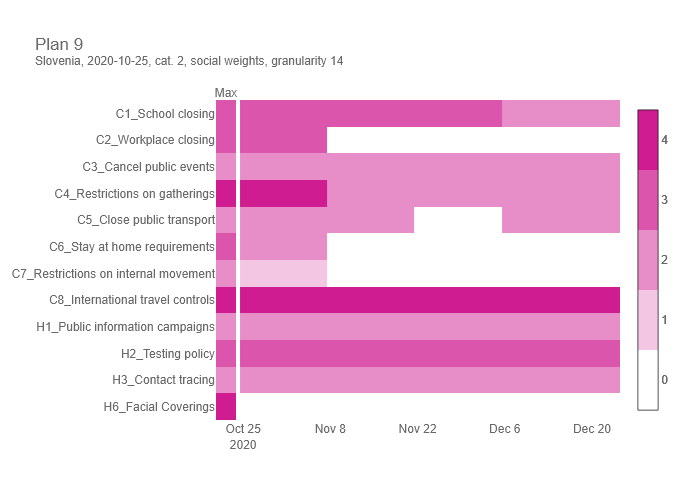 Plan 9
Slovenia, 2020-10-25, cat. 2, social weights, granularity 14
Max
C1_School closing
C2_Workplace closing
C3_Cancel public events
C4_Restrictions on gatherings
C5_Close public transport
C6_Stay at home requirements
C7_Restrictions on internal movement
C8_International travel controls
H1_Public information campaigns
H2_Testing policy
H3_Contact tracing
H6_Facial Coverings
Oct 25 Nov 8 Nov 22 Dec 6 Dec 20
2020
4
3
2
1
0